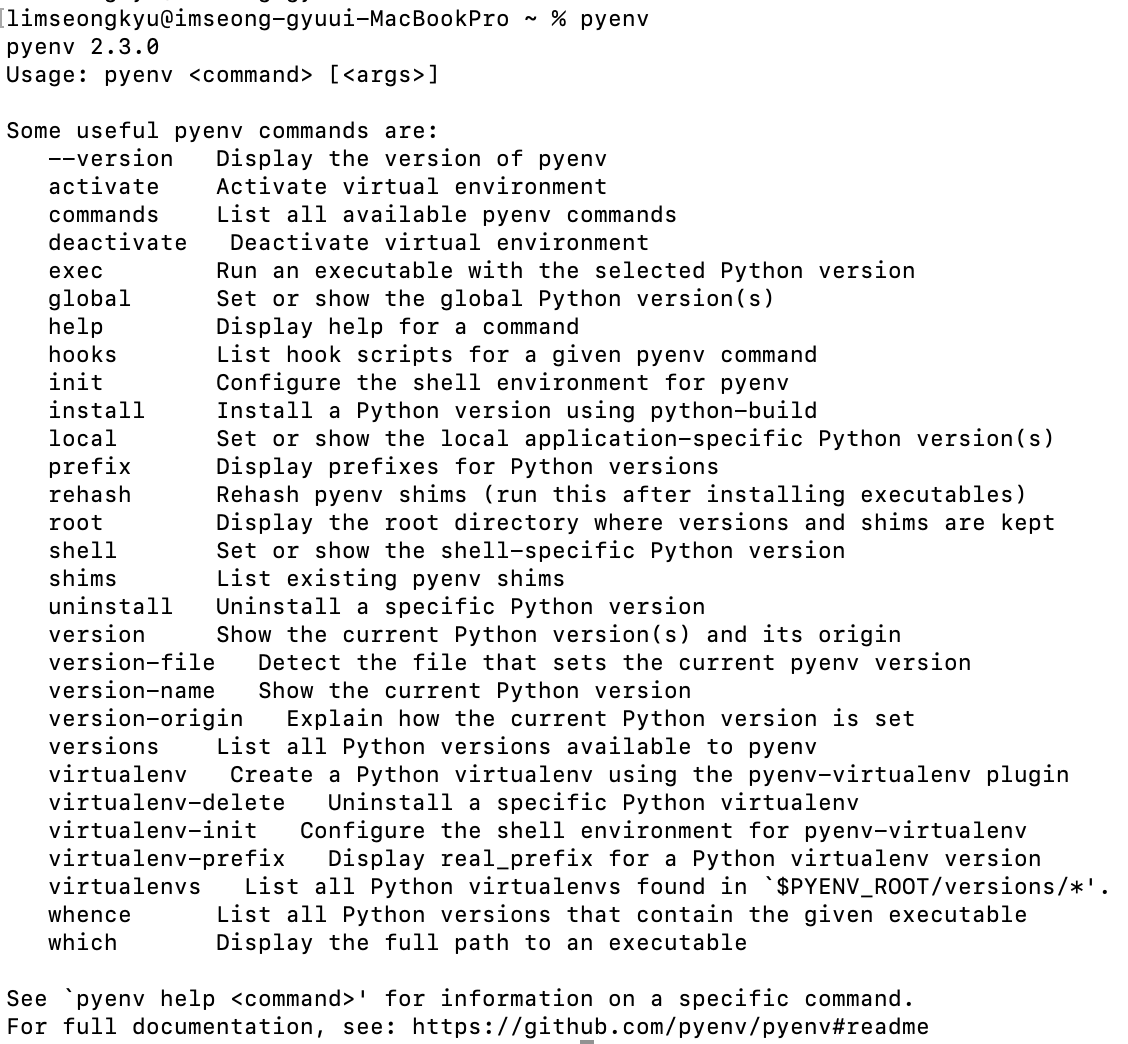 [limseongkyu@imseong-gyuui-MacBookPro ~ % pyenv
pyenv 2.3.0
Usage: pyenv <command> [<args>]
Some useful pyenv commands are:
   --version   Display the version of pyenv
   activate    Activate virtual environment
   commands    List all available pyenv commands
   deactivate   Deactivate virtual environment
   exec        Run an executable with the selected Python version
   global      Set or show the global Python version(s)
   help        Display help for a command
   hooks       List hook scripts for a given pyenv command
   init        Configure the shell environment for pyenv
   install     Install a Python version using python-build
   local       Set or show the local application-specific Python version(s)
   prefix      Display prefixes for Python versions
   rehash      Rehash pyenv shims (run this after installing executables)
   root        Display the root directory where versions and shims are kept
   shell       Set or show the shell-specific Python version
   shims       List existing pyenv shims
   uninstall   Uninstall a specific Python version
   version     Show the current Python version(s) and its origin
   version-file   Detect the file that sets the current pyenv version
   version-name   Show the current Python version
   version-origin   Explain how the current Python version is set
   versions    List all Python versions available to pyenv
   virtualenv   Create a Python virtualenv using the pyenv-virtualenv plugin
   virtualenv-delete   Uninstall a specific Python virtualenv
   virtualenv-init   Configure the shell environment for pyenv-virtualenv
   virtualenv-prefix   Display real_prefix for a Python virtualenv version
   virtualenvs   List all Python virtualenvs found in `$PYENV_ROOT/versions/*'.
   whence      List all Python versions that contain the given executable
   which       Display the full path to an executable
See `pyenv help <command>' for information on a specific command.
For full documentation, see: https://github.com/pyenv/pyenv#readme